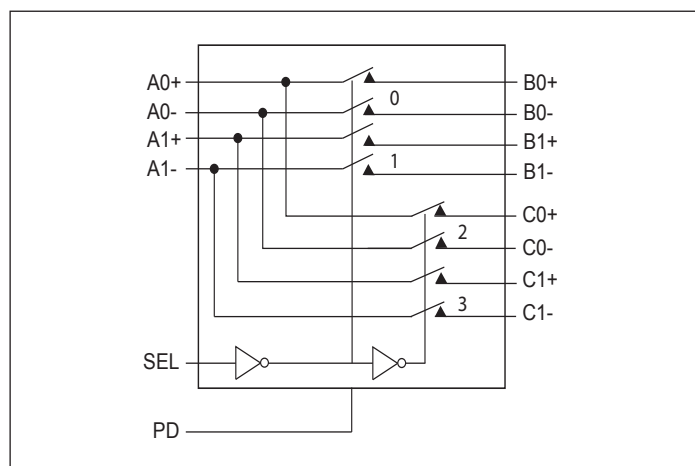 A0+
B0+
A0-
0
B0-
A1+
B1+
A1-
1
B1-
C0+
2
C0-
C1+
3
C1-
SEL
PD